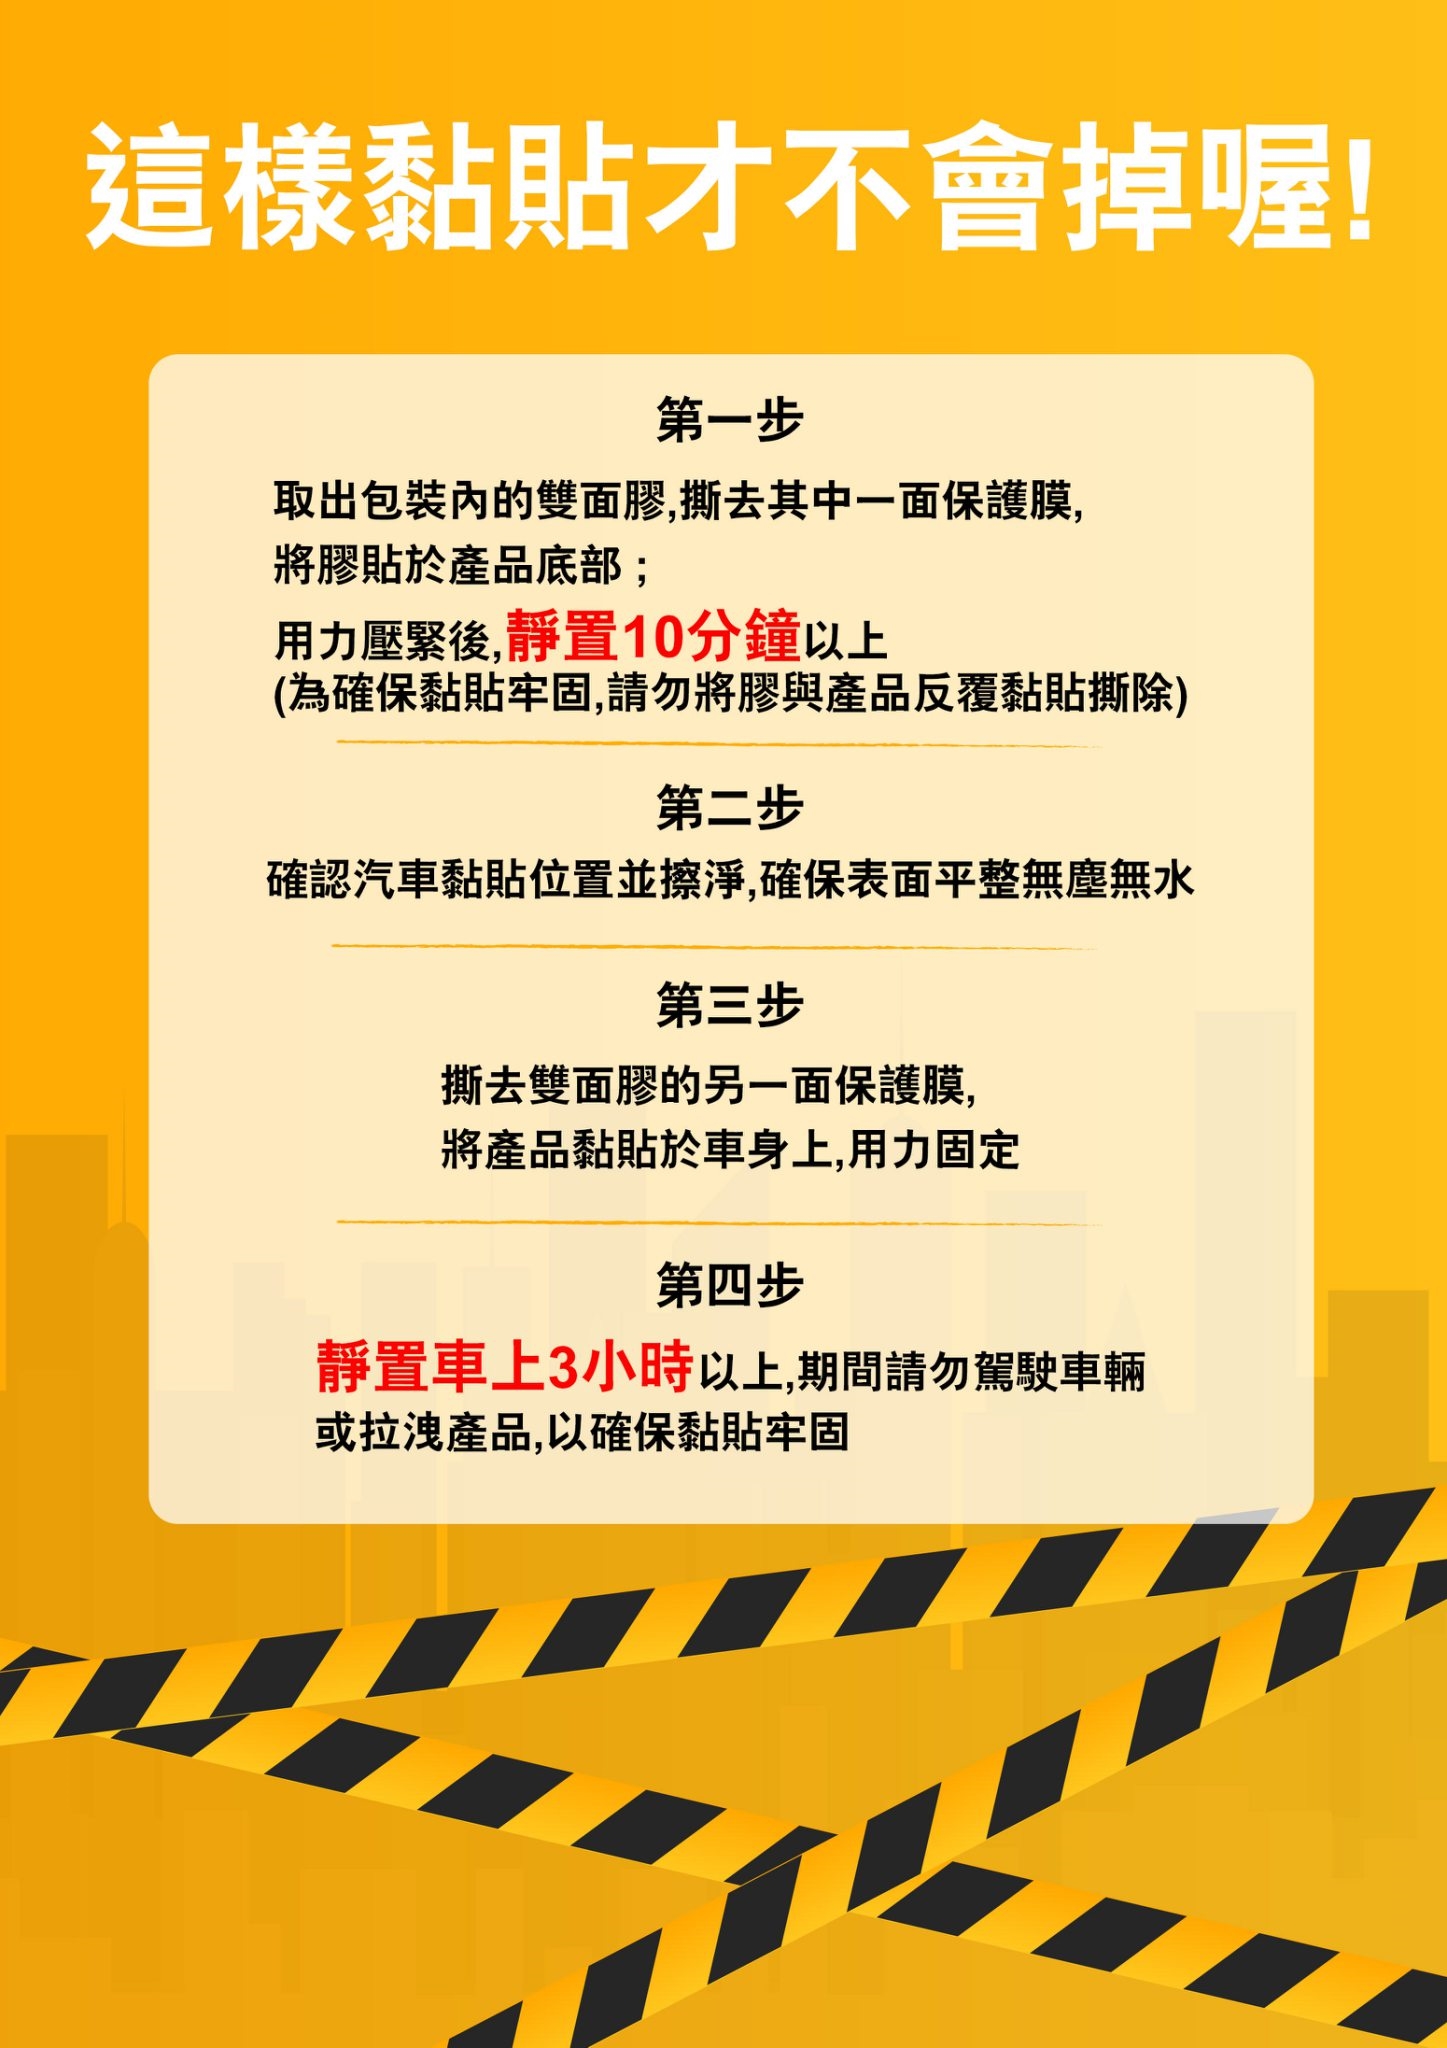 這樣黏貼才不會掉喔!
第一步
取出包裝內的雙面膠,撕去其中一面保護膜,
將膠貼於產品底部；
用力壓緊後,靜置10分鐘以上
(為確保黏貼牢固,請勿將膠與產品反覆黏貼撕除)
第二步
確認汽車黏貼位置並擦淨,確保表面平整無塵無水
第三步
撕去雙面膠的另一面保護膜,
將產品黏貼於車身上,用力固定
第四步
靜置車上3小時以上,期間請勿駕駛車輛
或拉洩產品,以確保黏貼牢固